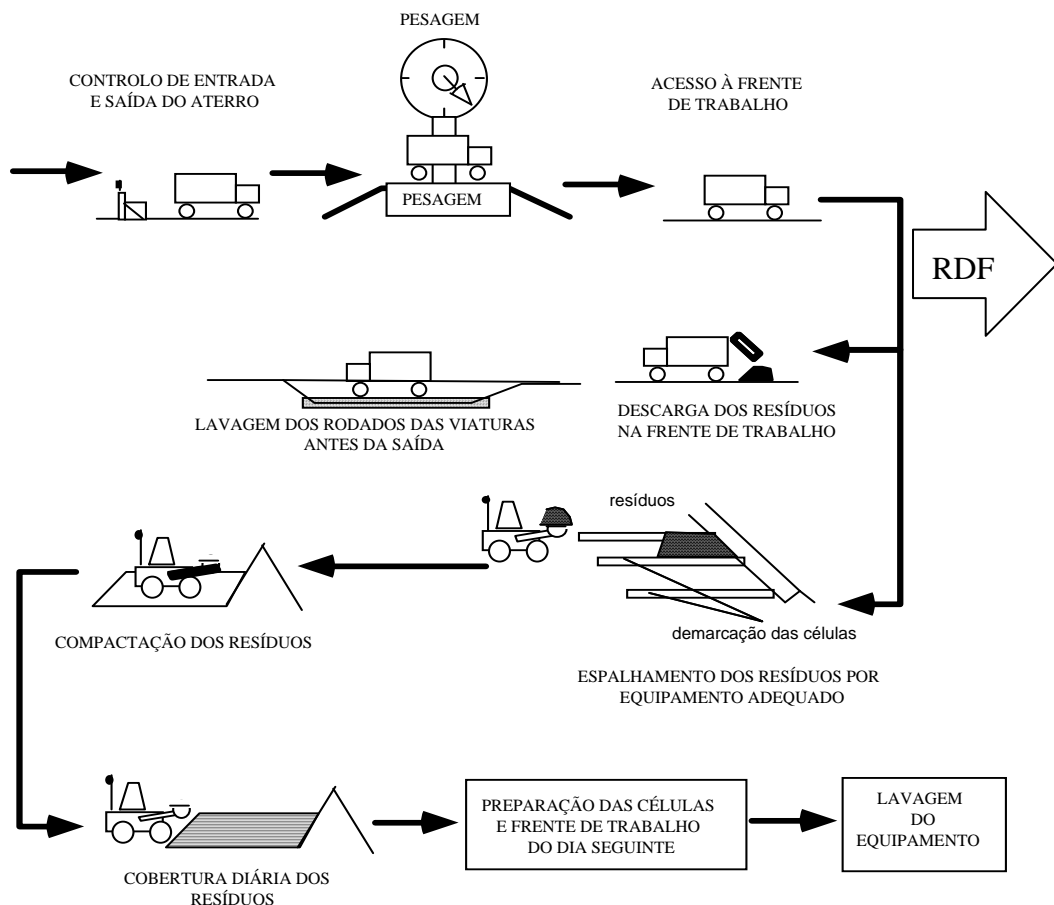 PESAGEM
CONTROLO DE ENTRADA
E SAÍDA DO ATERRO
ACESSO À FRENTE
DE TRABALHO
PESAGEM
RDF
LAVAGEM DOS RODADOS DAS VIATURAS
ANTES DA SAÍDA
DESCARGA DOS RESÍDUOS
NA FRENTE DE TRABALHO
resíduos
demarcação das células
COMPACTAÇÃO DOS RESÍDUOS
ESPALHAMENTO DOS RESÍDUOS POR
EQUIPAMENTO ADEQUADO
COBERTURA DIÁRIA DOS
RESÍDUOS
PREPARAÇÃO DAS CÉLULAS
E FRENTE DE TRABALHO
DO DIA SEGUINTE
LAVAGEM
DO
EQUIPAMENTO